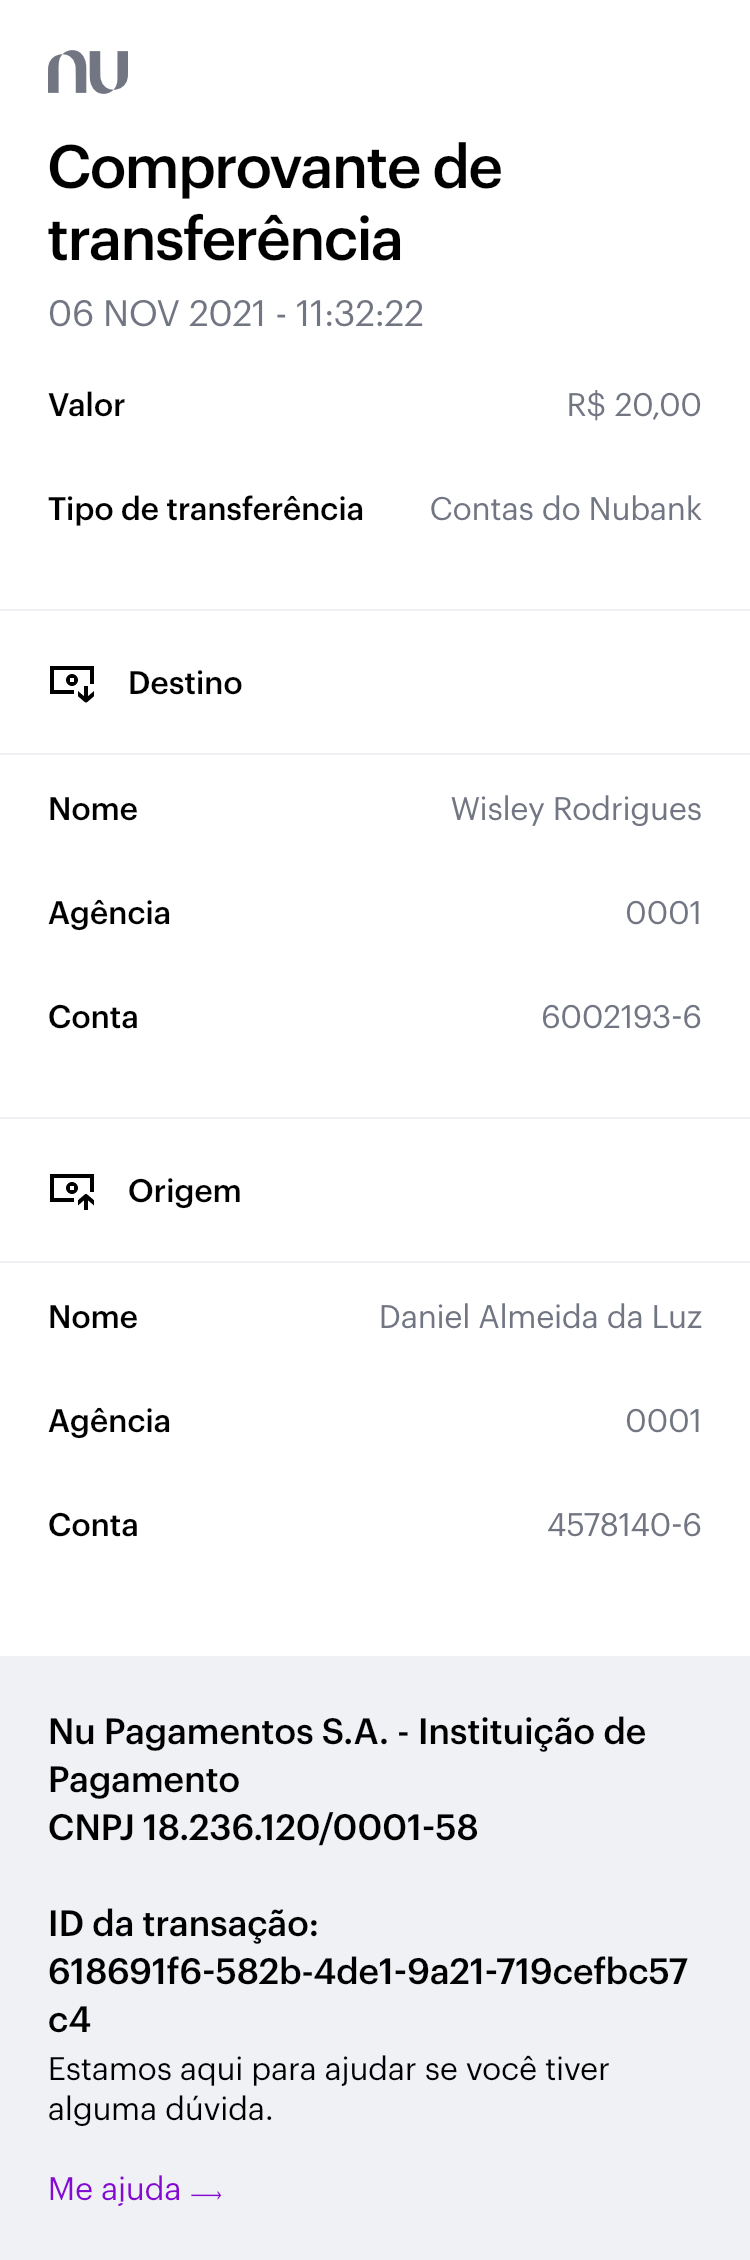 nu
Comprovante de
transferência
06 NOV 2021 - 11:32:22
Valor R$ 20,00
Tipo de transferência Contas do Nubank
Destino
Nome Wisley Rodrigues
Agência 0001
Conta 6002193-6
Origem
Nome Daniel Almeida da Luz
Agência 0001
Conta 4578140-6
Nu Pagamentos S.A. - Instituição de
Pagamento
CNPJ 18.236.120/0001-58
ID da transação:
618691f6-582b-4de1-9a21-719cefbc57
c4
Estamos aqui para ajudar se você tiver
alguma dúvida.
Me ajuda →